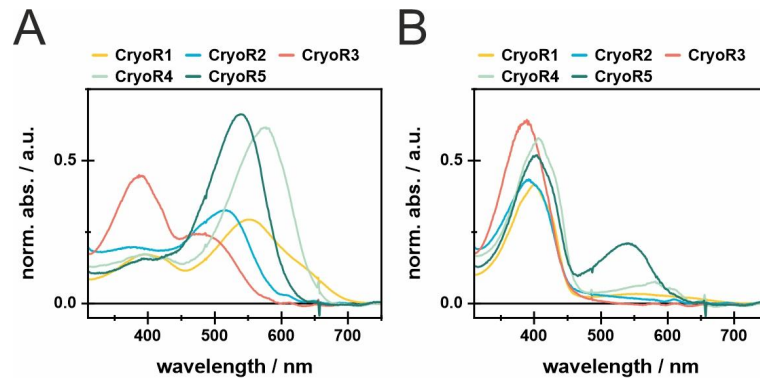 A
CryoR1 CryoR2 CryoR3
CryoR4 CryoR5
norm. abs. / a.u.
0.5
0.0
400 500 600 700
wavelength / nm
B
CryoR1 CryoR2 CryoR3
CryoR4 CryoR5
norm. abs. / a.u.
0.5
0.0
400 500 600 700
wavelength / nm